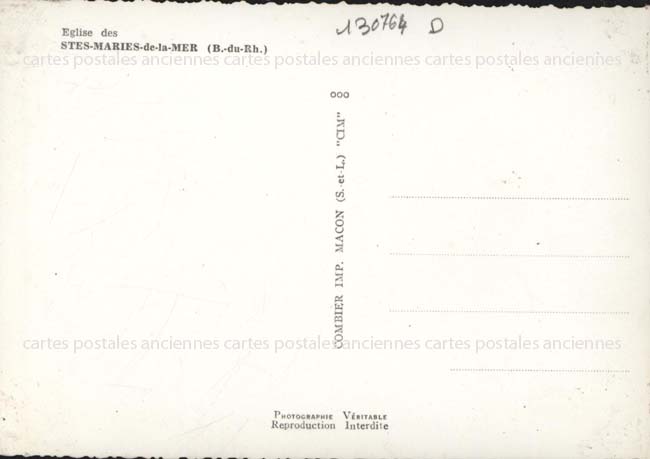 130764 D
Eglise des
STES-MARIES-de-la-MER (B.-du-Rh.)
cartes postales anciennes cartes postales anciennes cartes postales anciennes
ooo
COMBIER IMP. MACON (S.-et-L.) "CIM"
cartes postales anciennes cartes postales anciennes cartes postales anciennes
PHOTOGRAPHIE VÉRITABLE
Reproduction Interdite